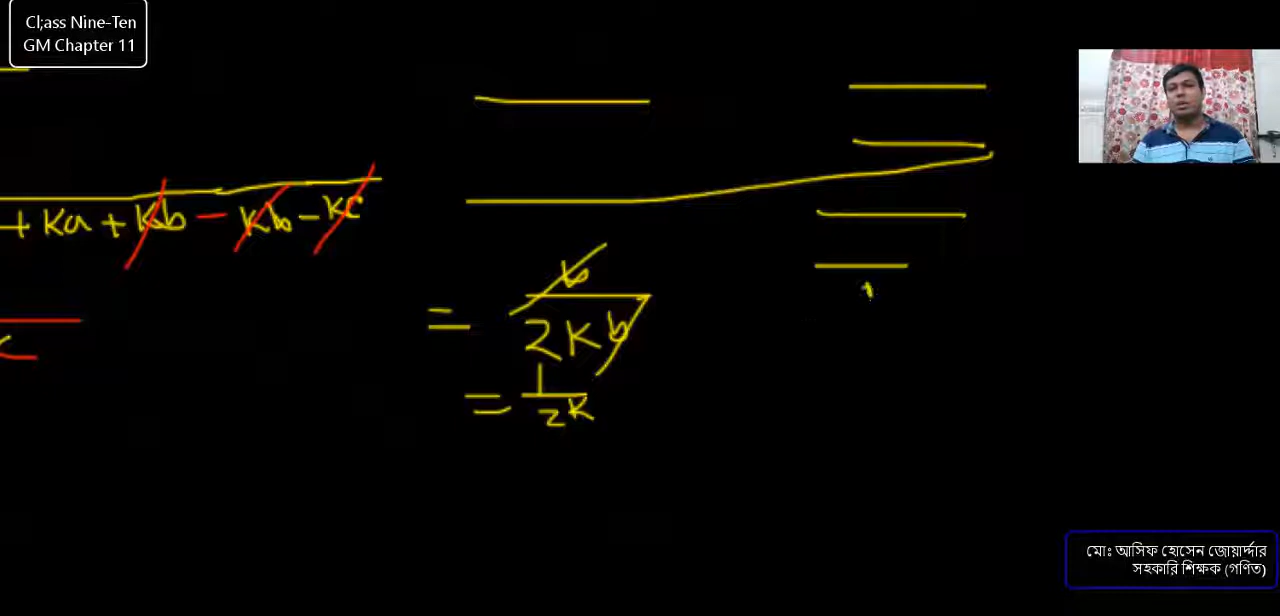 Cl;ass Nine-Ten
GM Chapter 11
+ Ka + Kb - Kb - Kc
= b
2Kb
= 1
2K
মোঃ আসিফ হোসেন জোয়ার্দ্দার
সহকারি শিক্ষক (গণিত)